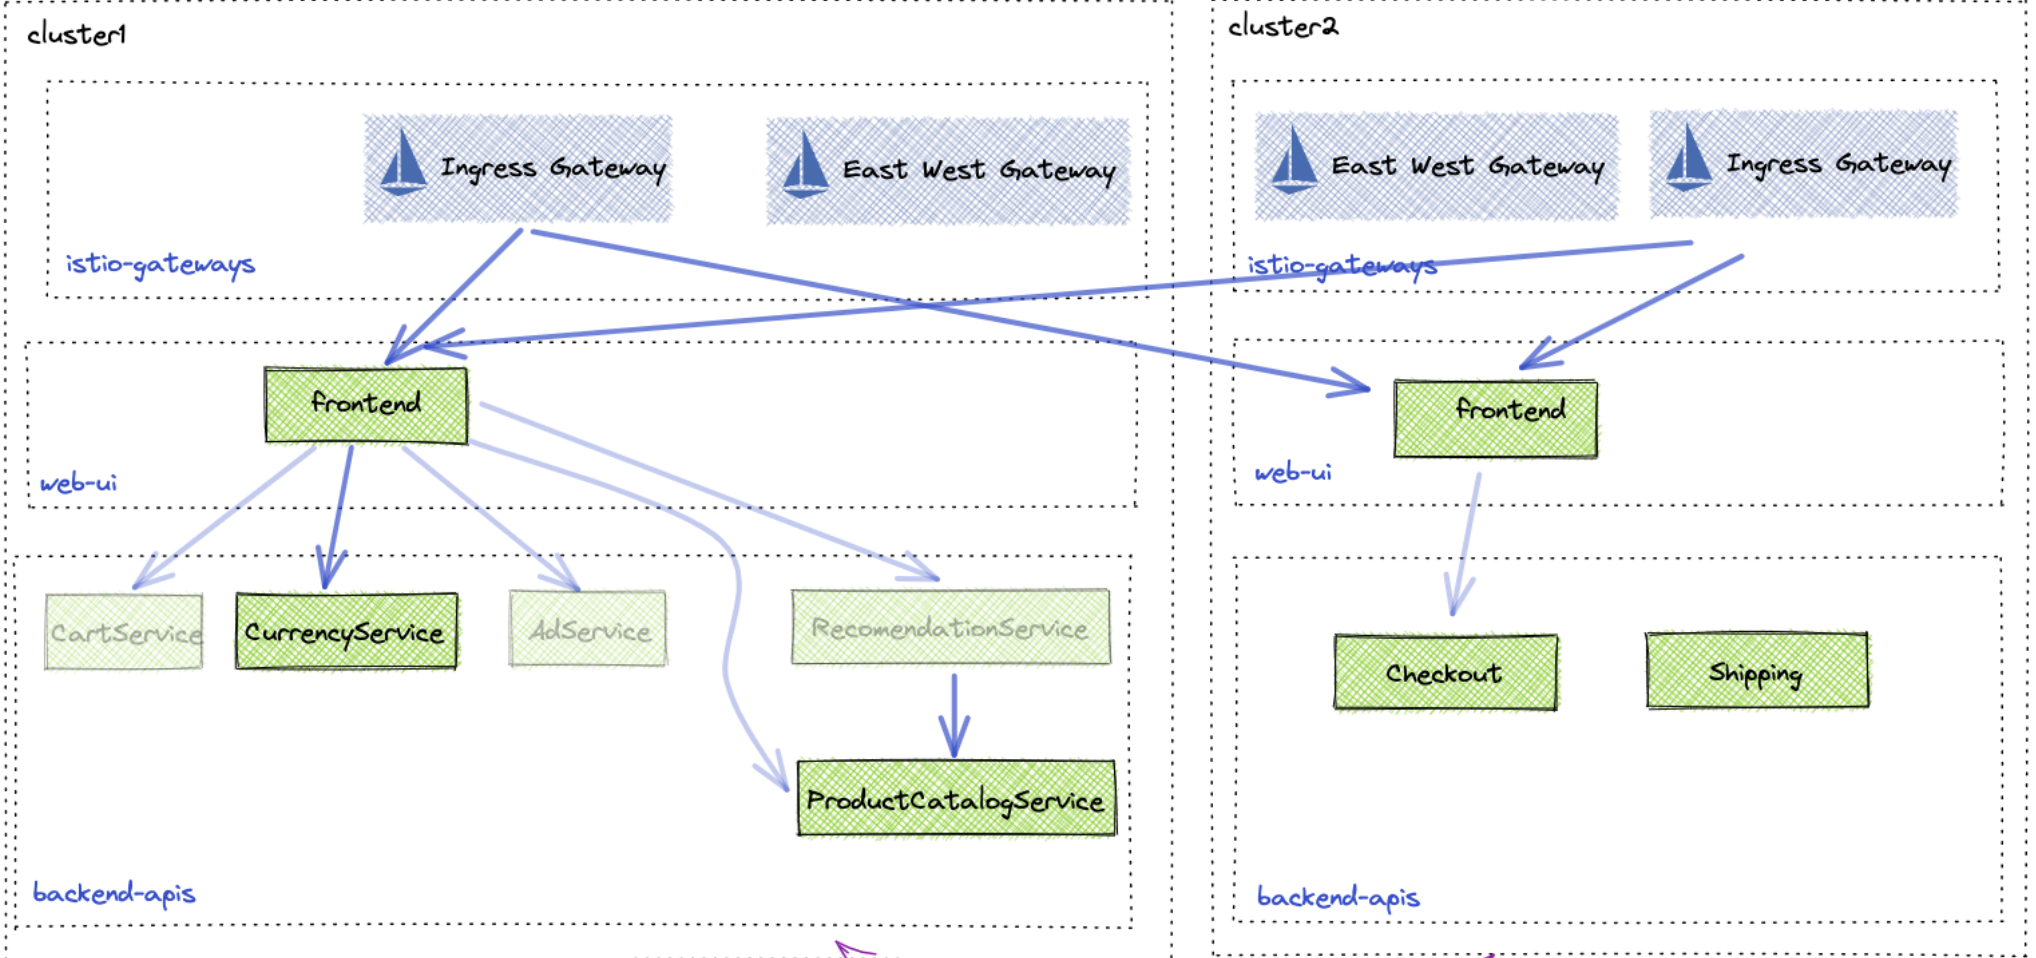 cluster1
Ingress Gateway
East West Gateway
istio-gateways
frontend
web-ui
CartService
CurrencyService
AdService
RecomendationService
ProductCatalogService
backend-apis
cluster2
East West Gateway
Ingress Gateway
istio-gateways
frontend
web-ui
Checkout
Shipping
backend-apis